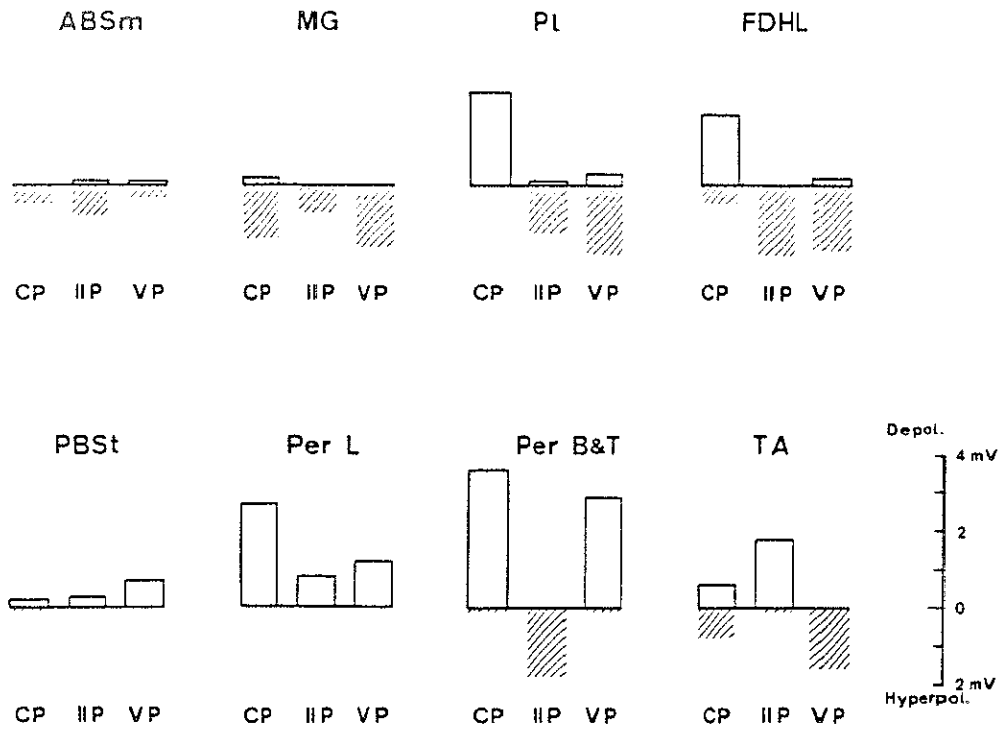 ABSm MG Pl FDHL
CP IIP VP CP IIP VP CP IIP VP CP IIP VP
PBSt Per L Per B&T TA
Depol.
4 mV
2
0
2 mV
Hyperpol.
CP IIP VP CP IIP VP CP IIP VP CP IIP VP